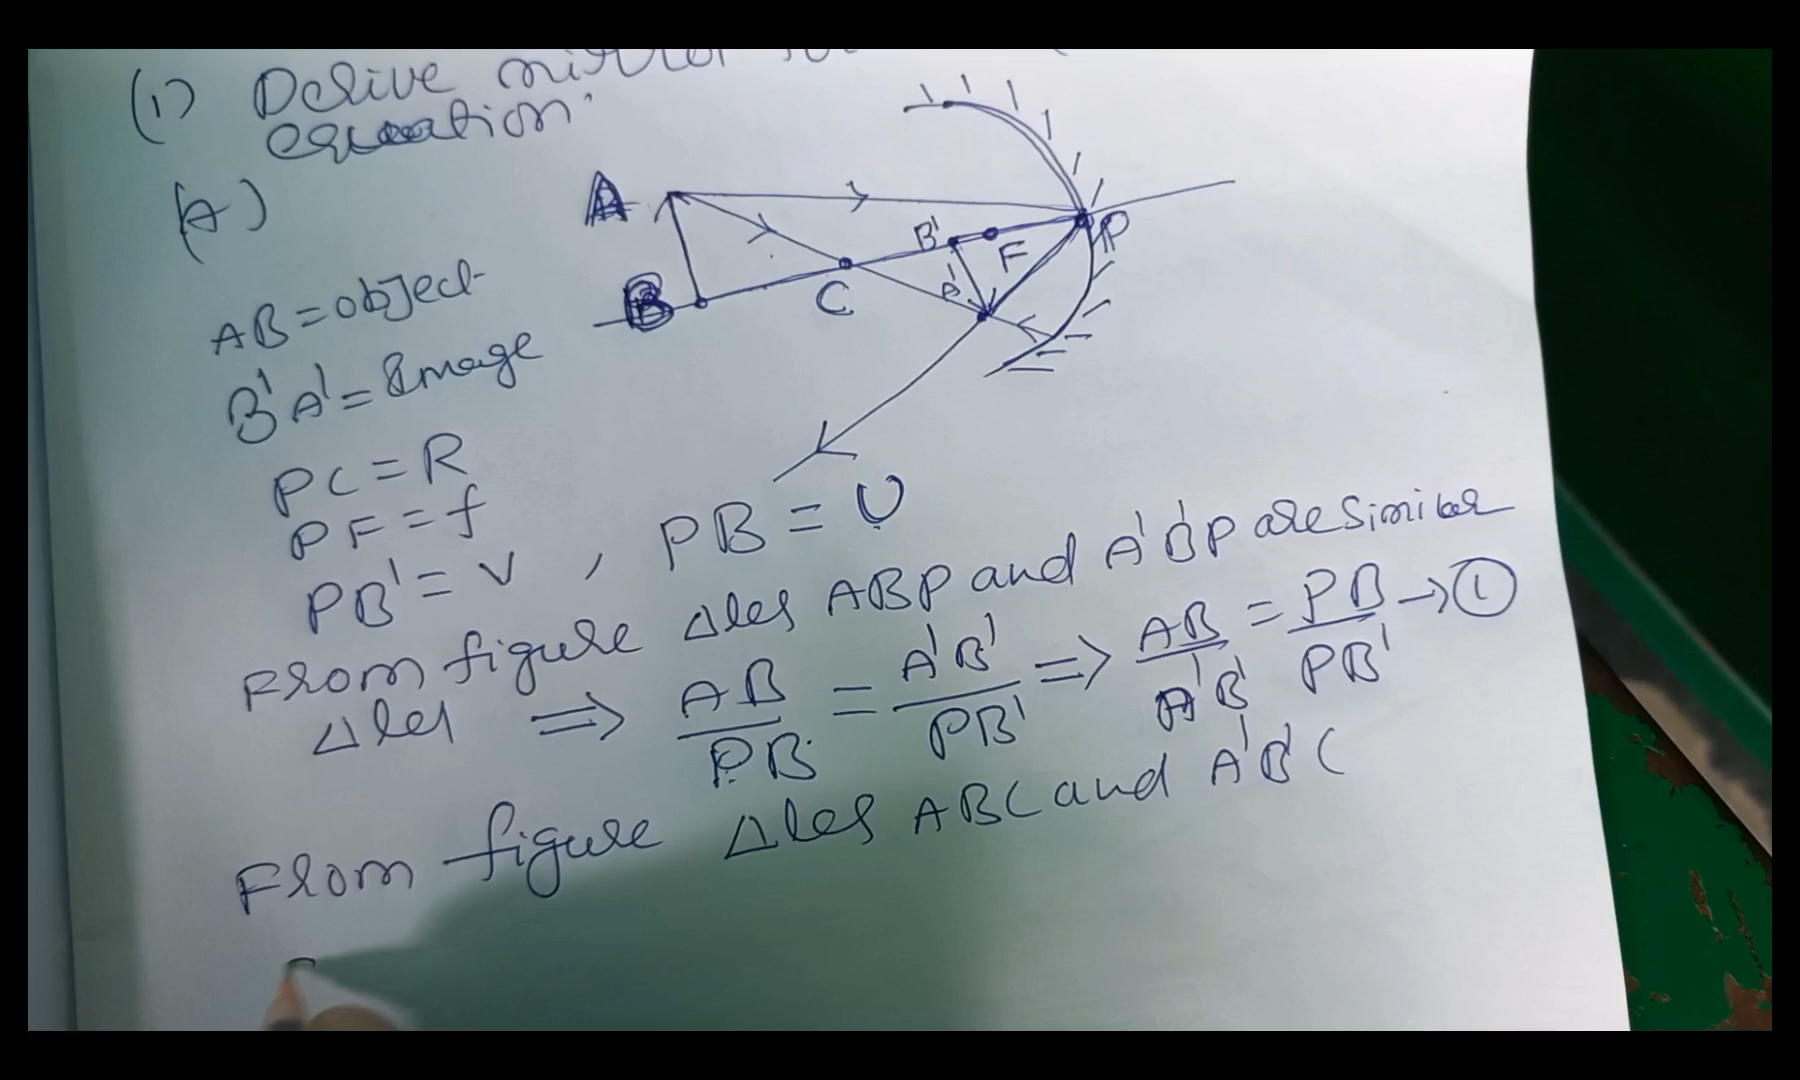 (1) Derive mirror
equation.
(A)
A
B
C
B'
F
A'
P
AB = object
B'A' = Image
PC = R
PF = f
PB' = v , PB = U
From figure Δles ABP and A'B'P are similar
Δles ⇒ AB/PB = A'B'/PB' ⇒ AB/A'B' = PB/PB' → ①
From figure Δles ABC and A'B'C